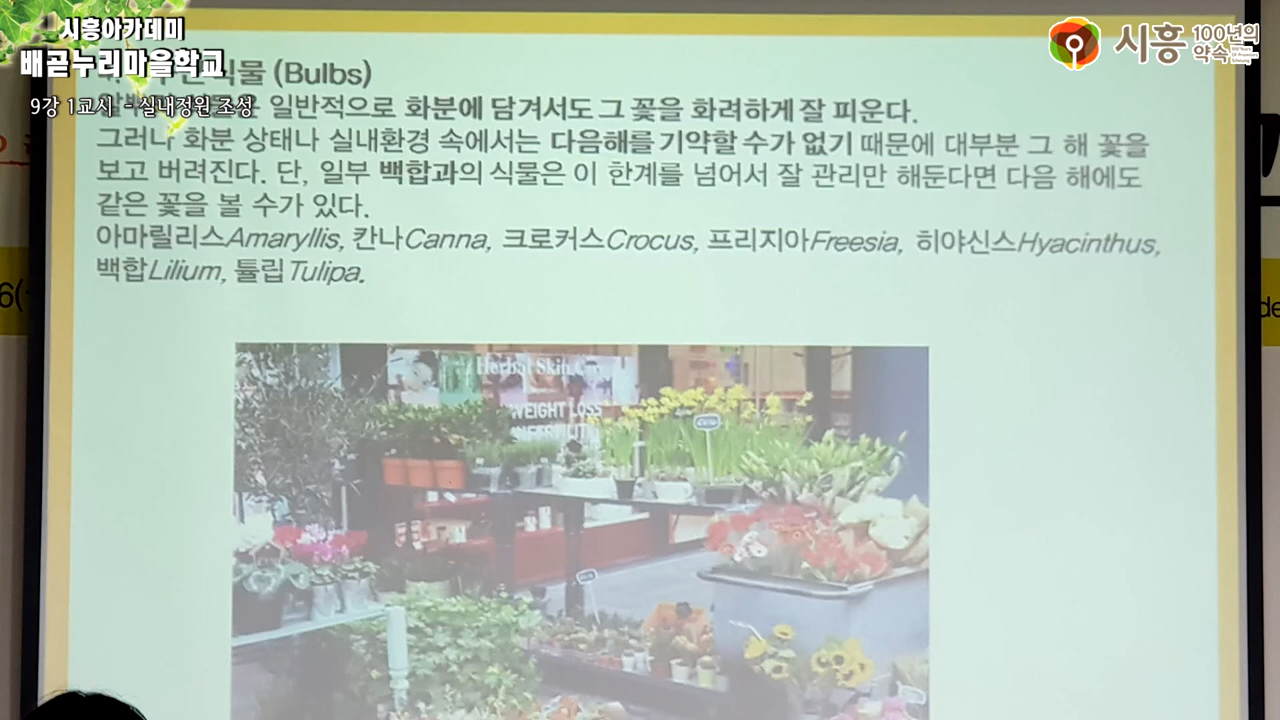 시흥아카데미
배곧누리마을학교
9강 1교시 - 실내정원 조성
시흥 100년의
약속
식물 (Bulbs)
일반적으로 화분에 담겨서도 그 꽃을 화려하게 잘 피운다.
그러나 화분 상태나 실내환경 속에서는 다음해를 기약할 수가 없기 때문에 대부분 그 해 꽃을
보고 버려진다. 단, 일부 백합과의 식물은 이 한계를 넘어서 잘 관리만 해둔다면 다음 해에도
같은 꽃을 볼 수가 있다.
아마릴리스Amaryllis, 칸나Canna, 크로커스Crocus, 프리지아Freesia, 히야신스Hyacinthus,
백합Lilium, 튤립Tulipa.
Herbal Skin
WEIGHT LOSS
6(
de